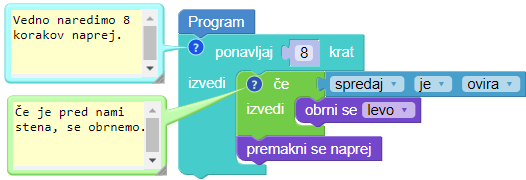 Vedno naredimo 8
korakov naprej.
Program
? ponavljaj 8 krat
izvedi ? če spredaj je ovira
Če je pred nami
stena, se obrnemo.
izvedi obrni se levo
premakni se naprej